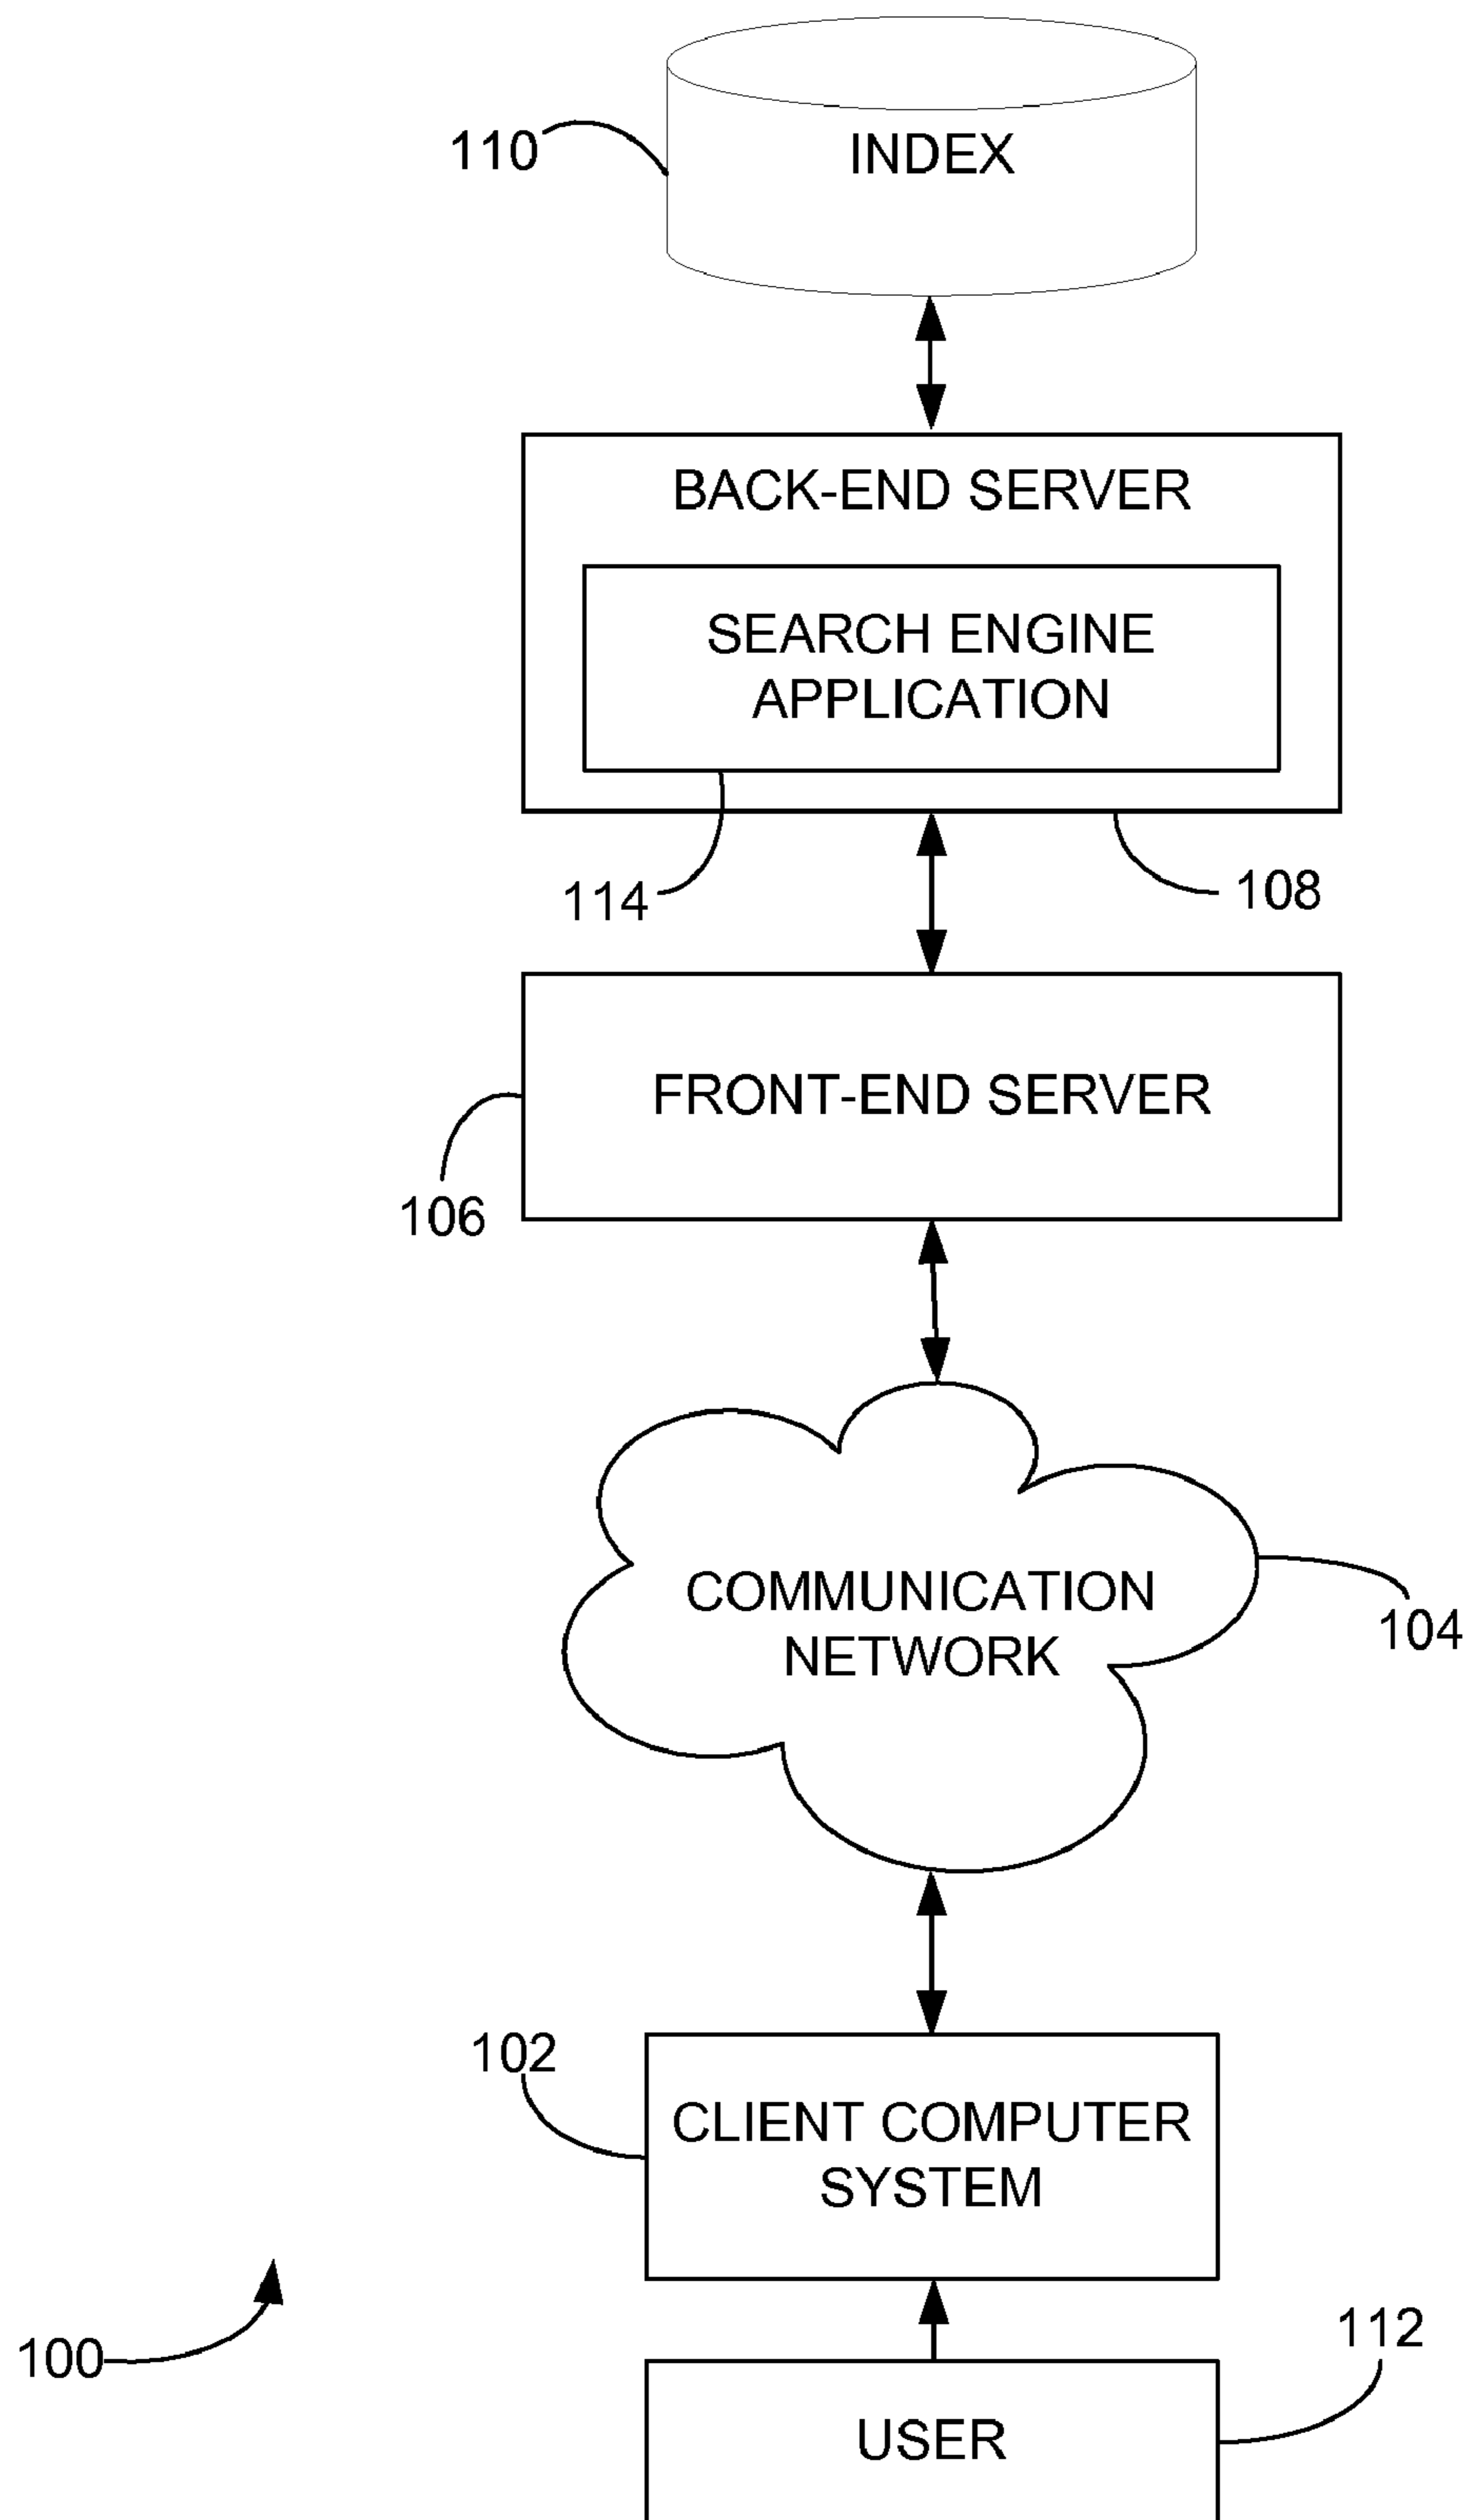 INDEX
110
BACK-END SERVER
SEARCH ENGINE
APPLICATION
114
108
FRONT-END SERVER
106
COMMUNICATION
NETWORK
104
102
CLIENT COMPUTER
SYSTEM
100
112
USER